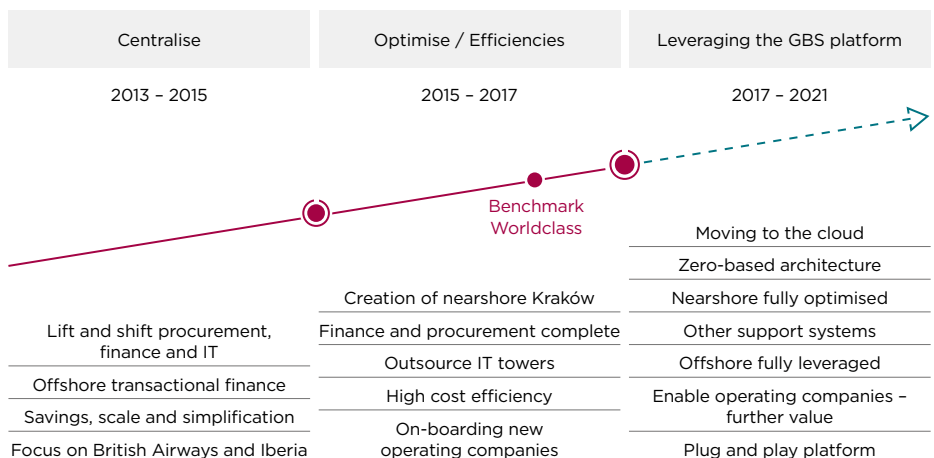 Centralise
Optimise / Efficiencies
Leveraging the GBS platform
2013 – 2015
2015 – 2017
2017 – 2021
Benchmark
Worldclass
Lift and shift procurement,
finance and IT
Offshore transactional finance
Savings, scale and simplification
Focus on British Airways and Iberia
Creation of nearshore Kraków
Finance and procurement complete
Outsource IT towers
High cost efficiency
On-boarding new
operating companies
Moving to the cloud
Zero-based architecture
Nearshore fully optimised
Other support systems
Offshore fully leveraged
Enable operating companies –
further value
Plug and play platform